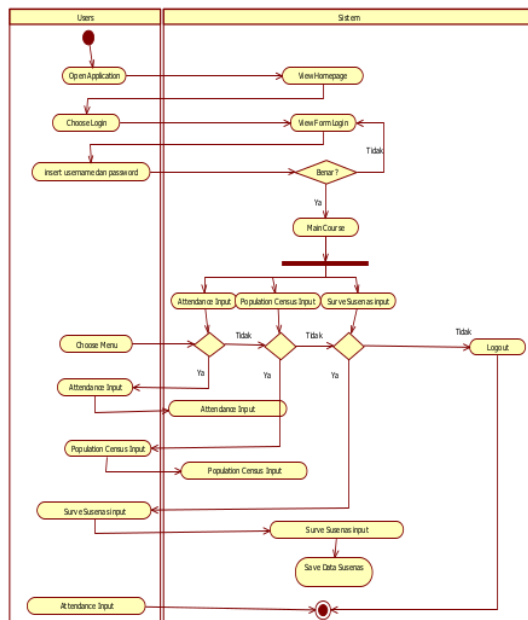 Users
Sistem
Open Application
View Homepage
Choose Login
View Form Login
Tidak
insert username dan password
Benar ?
Ya
Main Course
Attendance Input
Population Census Input
Surve Susenas input
Choose Menu
Tidak
Tidak
Tidak
Logout
Ya
Ya
Ya
Attendance Input
Attendance Input
Population Census Input
Population Census Input
Surve Susenas input
Surve Susenas input
Save Data Susenas
Attendance Input